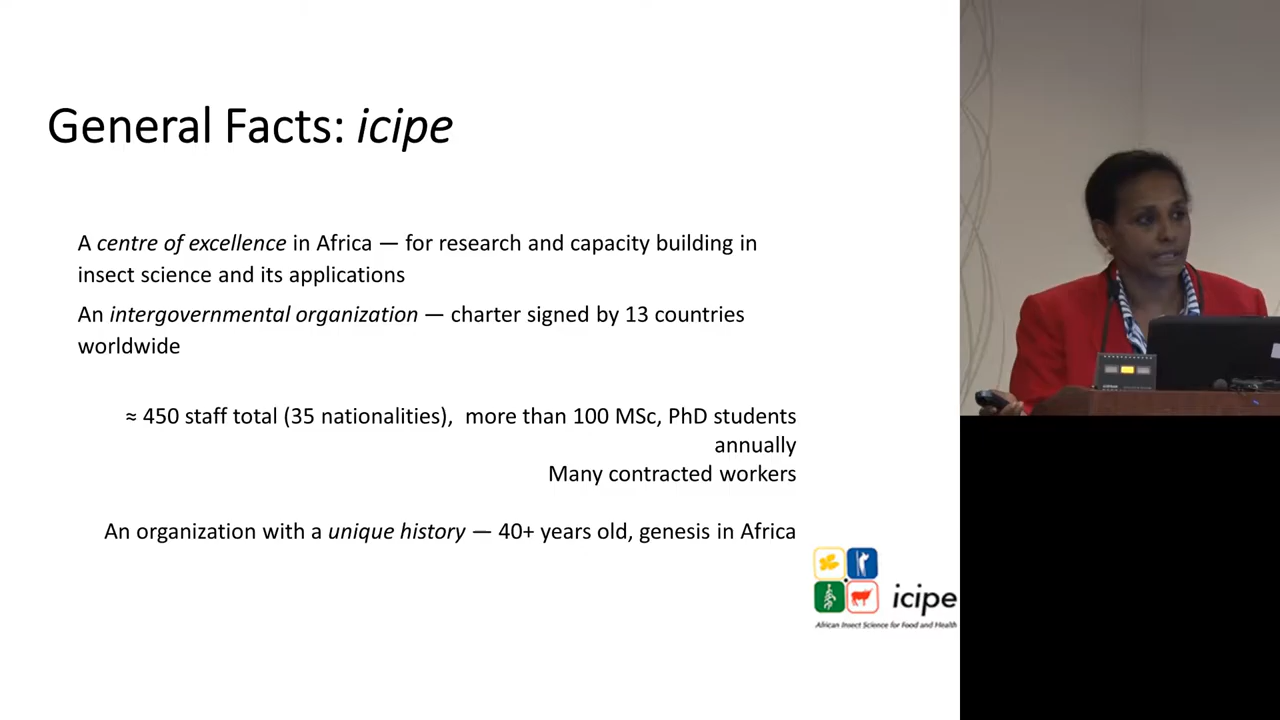 General Facts: icipe
A centre of excellence in Africa — for research and capacity building in
insect science and its applications
An intergovernmental organization — charter signed by 13 countries
worldwide
≈ 450 staff total (35 nationalities), more than 100 MSc, PhD students
annually
Many contracted workers
An organization with a unique history — 40+ years old, genesis in Africa
icipe
African Insect Science for Food and Health